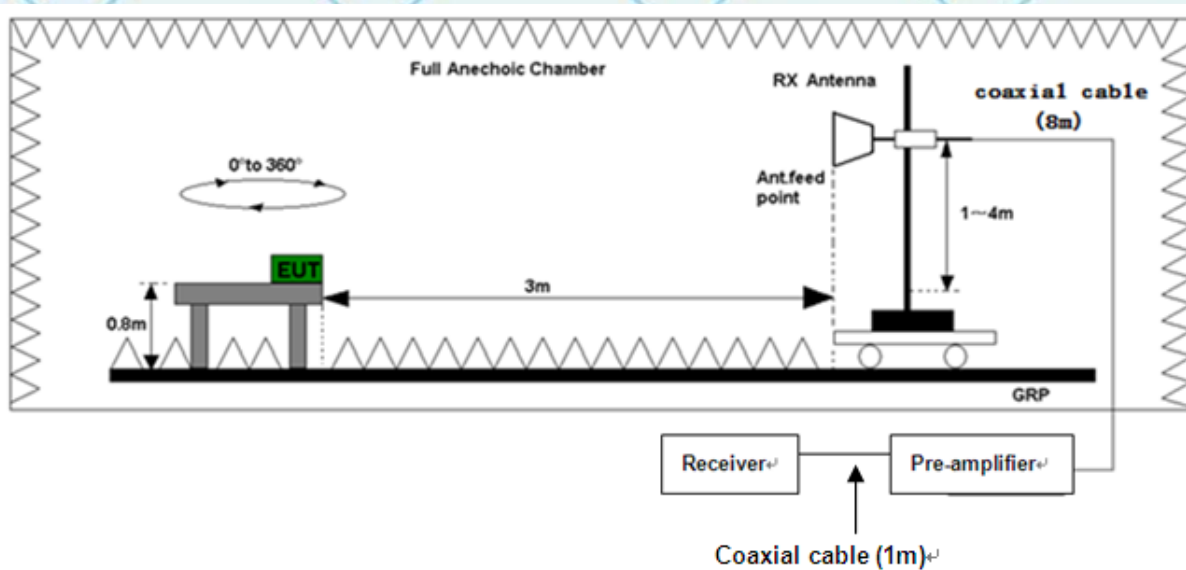 Full Anechoic Chamber
RX Antenna
coaxial cable
(8m)
0°to 360°
Ant.feed
point
1～4m
EUT
3m
0.8m
GRP
Receiver↵
Pre-amplifier↵
Coaxial cable (1m)↵